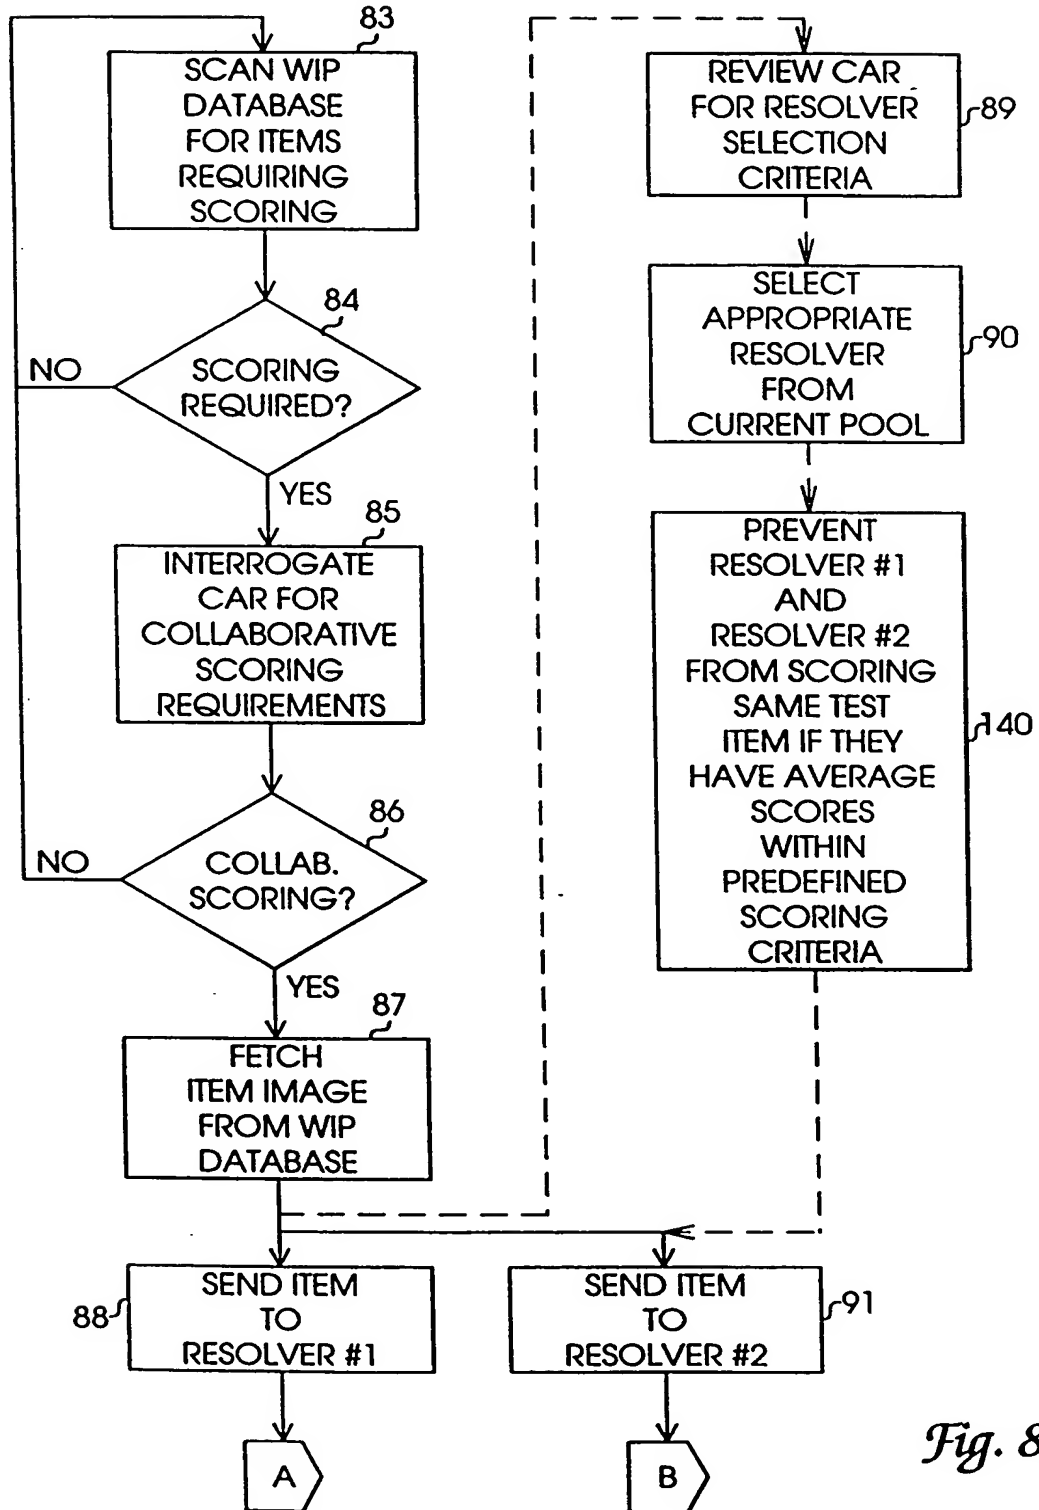 83
SCAN WIP
DATABASE
FOR ITEMS
REQUIRING
SCORING
84
SCORING
REQUIRED?
NO
YES
85
INTERROGATE
CAR FOR
COLLABORATIVE
SCORING
REQUIREMENTS
86
COLLAB.
SCORING?
NO
YES
87
FETCH
ITEM IMAGE
FROM WIP
DATABASE
88
SEND ITEM
TO
RESOLVER #1
A
REVIEW CAR
FOR RESOLVER
SELECTION
CRITERIA
89
SELECT
APPROPRIATE
RESOLVER
FROM
CURRENT POOL
90
PREVENT
RESOLVER #1
AND
RESOLVER #2
FROM SCORING
SAME TEST
ITEM IF THEY
HAVE AVERAGE
SCORES
WITHIN
PREDEFINED
SCORING
CRITERIA
140
SEND ITEM
TO
RESOLVER #2
91
B
Fig. 8